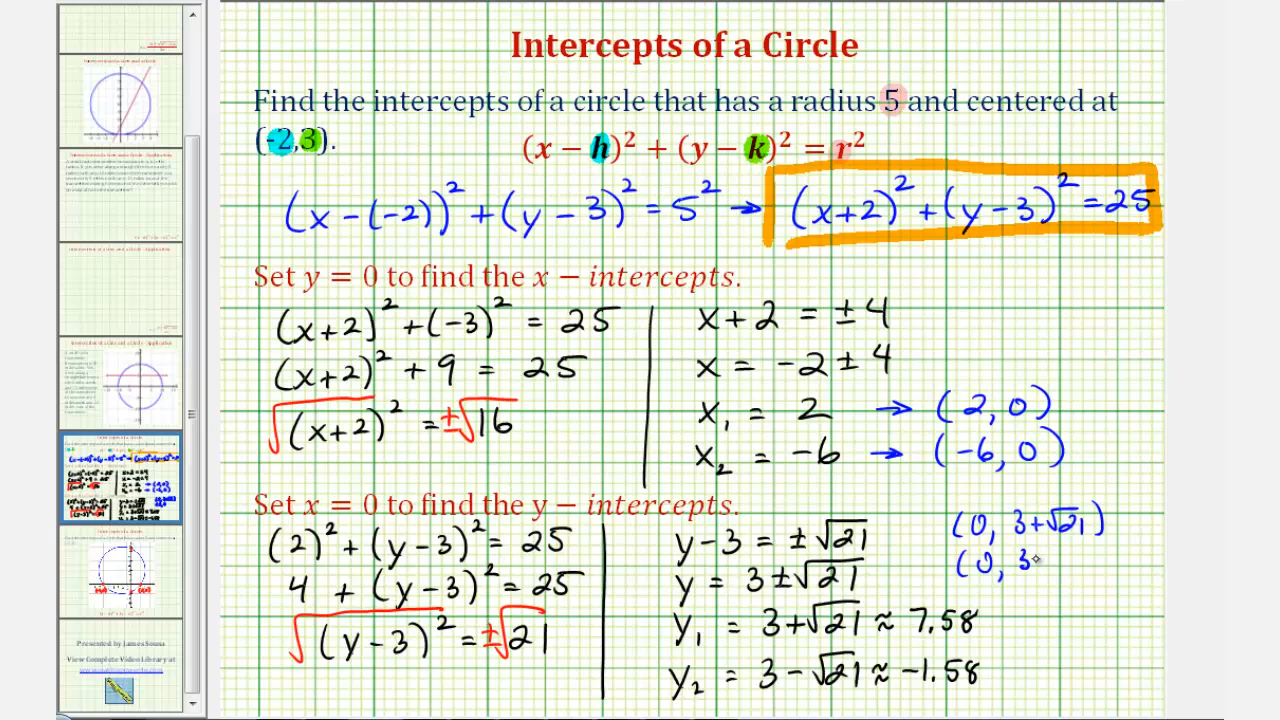 Intercepts of a Circle
Find the intercepts of a circle that has a radius 5 and centered at
(-2,3).
(x − h)² + (y − k)² = r²
(x − (−2))² + (y − 3)² = 5² → (x+2)² + (y−3)² = 25
Set y = 0 to find the x − intercepts.
(x+2)² + (−3)² = 25
(x+2)² + 9 = 25
√(x+2)² = ±√16
x + 2 = ±4
x = −2 ± 4
x₁ = 2 → (2, 0)
x₂ = −6 → (−6, 0)
Set x = 0 to find the y − intercepts.
(2)² + (y − 3)² = 25
4 + (y − 3)² = 25
√(y − 3)² = ±√21
y − 3 = ±√21
y = 3 ± √21
y₁ = 3 + √21 ≈ 7.58
y₂ = 3 − √21 ≈ −1.58
(0, 3+√21)
(0, 3
Presented by James Sousa
View Complete Video Library at